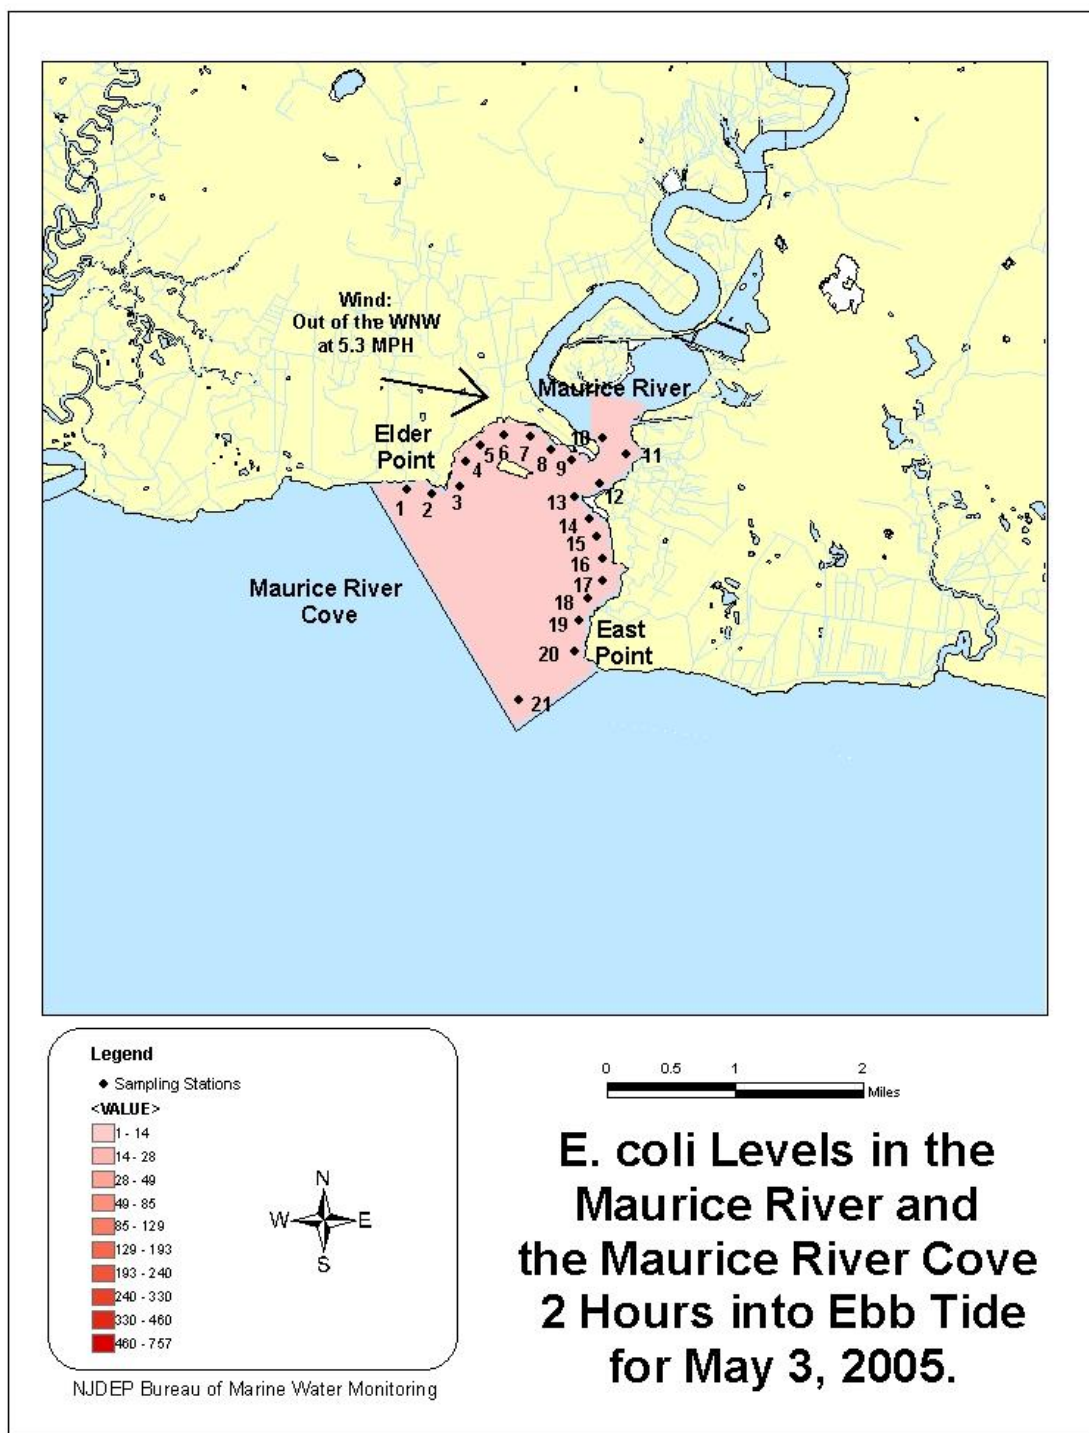 Wind:
Out of the WNW
at 5.3 MPH
Maurice River
Elder
Point
10
11
5 6 7
4
8
9
3
1
2
12
13
14
15
16
17
18
19
20
21
Maurice River
Cove
East
Point
Legend
Sampling Stations
<VALUE>
1 - 14
14 - 28
28 - 49
49 - 85
85 - 129
129 - 193
193 - 240
240 - 330
330 - 460
460 - 757
N
W E
S
0 0.5 1 2
Miles
E. coli Levels in the
Maurice River and
the Maurice River Cove
2 Hours into Ebb Tide
for May 3, 2005.
NJDEP Bureau of Marine Water Monitoring